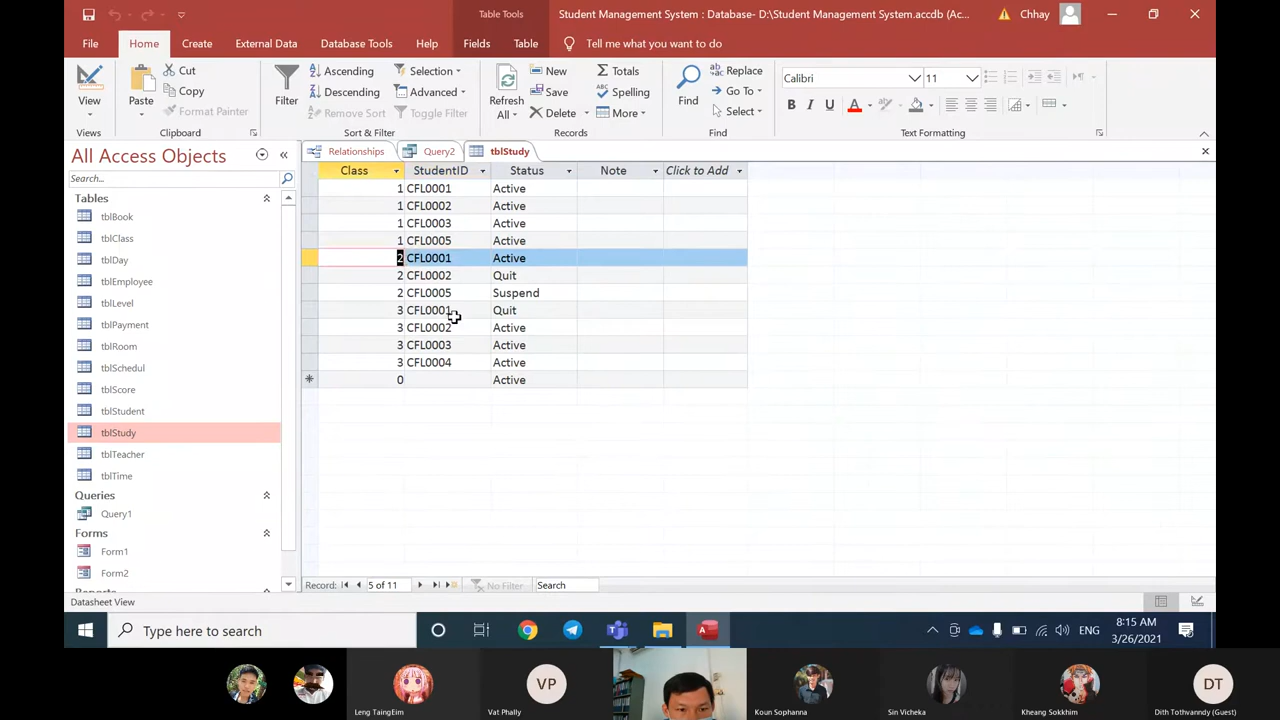 Table Tools
Student Management System : Database- D:\Student Management System.accdb (Ac...
Chhay
File
Home
Create
External Data
Database Tools
Help
Fields
Table
Tell me what you want to do
View
Views
Paste
Cut
Copy
Format Painter
Clipboard
Filter
Ascending
Descending
Remove Sort
Selection
Advanced
Toggle Filter
Sort & Filter
Refresh
All
New
Save
Delete
Totals
Spelling
More
Records
Find
Replace
Go To
Select
Find
Calibri
11
B I U A
Text Formatting
All Access Objects
Search...
Tables
tblBook
tblClass
tblDay
tblEmployee
tblLevel
tblPayment
tblRoom
tblSchedul
tblScore
tblStudent
tblStudy
tblTeacher
tblTime
Queries
Query1
Forms
Form1
Form2
Relationships
Query2
tblStudy
Class StudentID Status Note Click to Add
1 CFL0001 Active
1 CFL0002 Active
1 CFL0003 Active
1 CFL0005 Active
2 CFL0001 Active
2 CFL0002 Quit
2 CFL0005 Suspend
3 CFL0001 Quit
3 CFL0002 Active
3 CFL0003 Active
3 CFL0004 Active
0 Active
Record: 5 of 11 No Filter Search
Datasheet View
Type here to search
ENG
8:15 AM
3/26/2021
Leng TaingEim
VP
Vat Phally
Koun Sophanna
Sin Vicheka
Kheang Sokkhim
DT
Dith Tothvanndy (Guest)